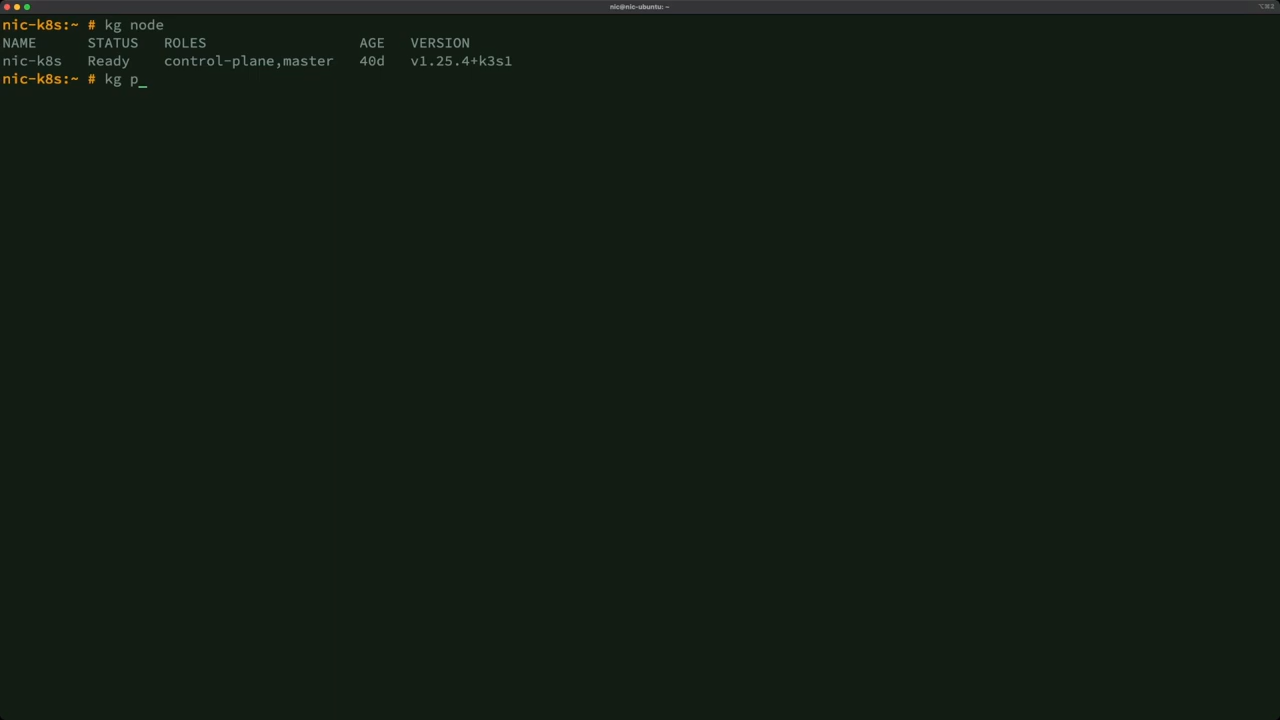 nic@nic-ubuntu: ~
⌥⌘2
nic-k8s:~ # kg node
NAME STATUS ROLES AGE VERSION
nic-k8s Ready control-plane,master 40d v1.25.4+k3s1
nic-k8s:~ # kg p_